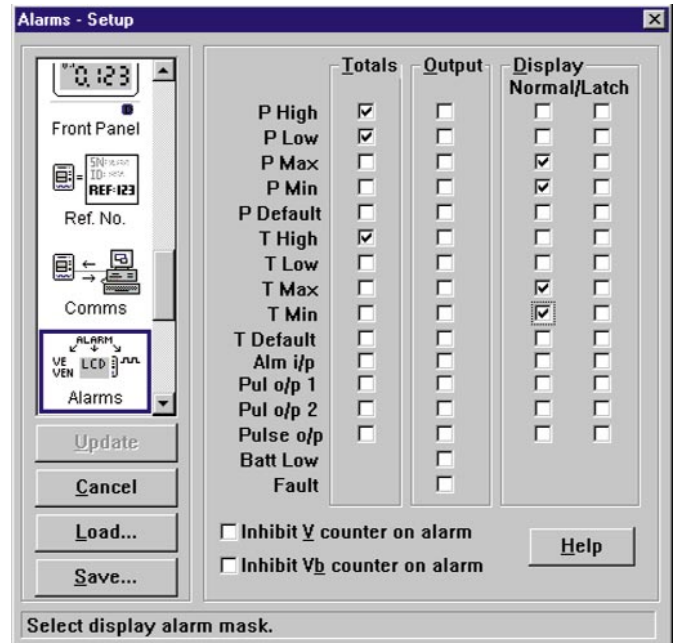 Alarms - Setup
0.123
Front Panel
REF:123
Ref. No.
Comms
ALARM
VE
VEN
LCD
Alarms
Update
Cancel
Load...
Save...
Totals
Output
Display
Normal/Latch
P High
P Low
P Max
P Min
P Default
T High
T Low
T Max
T Min
T Default
Alm i/p
Pul o/p 1
Pul o/p 2
Pulse o/p
Batt Low
Fault
Inhibit V counter on alarm
Inhibit Vb counter on alarm
Help
Select display alarm mask.